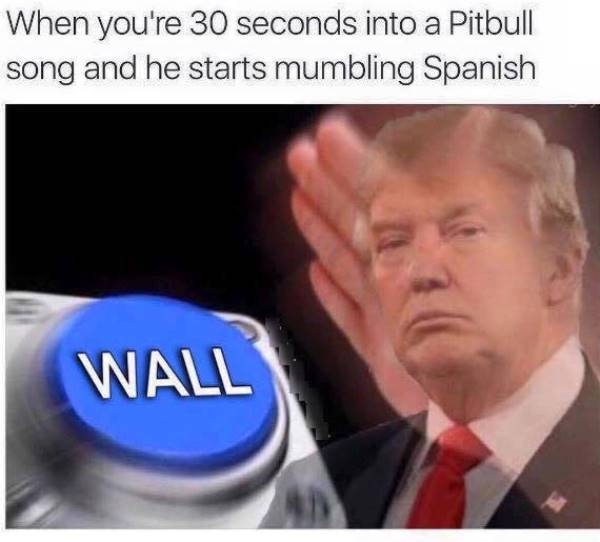 When you're 30 seconds into a Pitbull
song and he starts mumbling Spanish
WALL